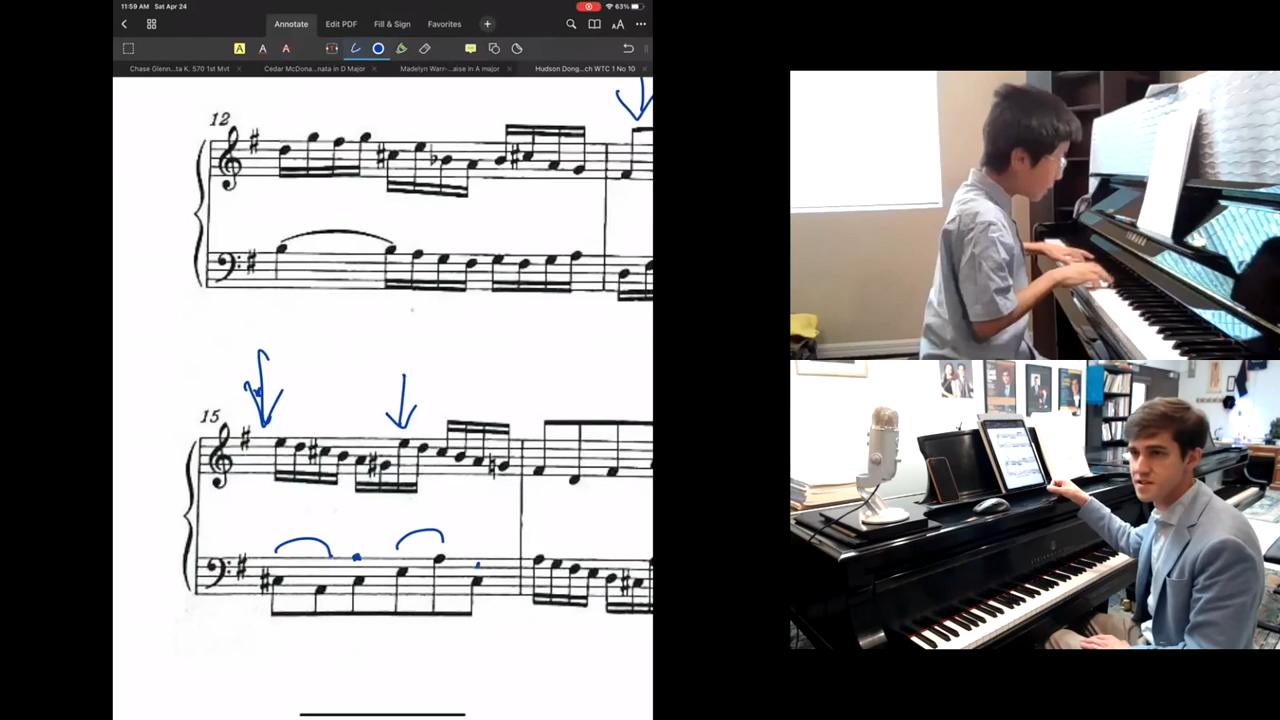 11:59 AM Sat Apr 24
63%
Annotate Edit PDF Fill & Sign Favorites
A A A T
AA
Chase Glenn...ta K. 570 1st Mvt × Cedar McDona...nata in D Major × Madelyn Warr-...aise in A major × Hudson Dong...ch WTC 1 No 10 ×
12
15
YAMAHA